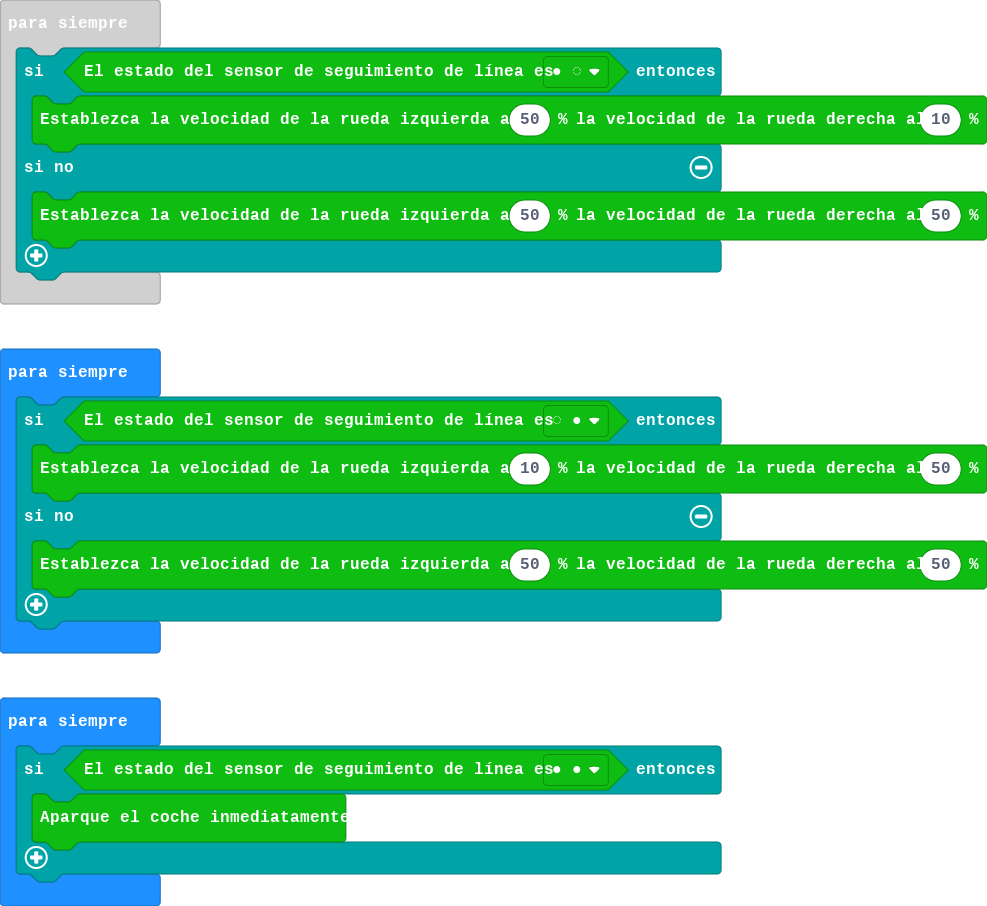 para siempre
si El estado del sensor de seguimiento de línea es ● ◌ entonces
Establezca la velocidad de la rueda izquierda a 50 % la velocidad de la rueda derecha al 10 %
si no
Establezca la velocidad de la rueda izquierda a 50 % la velocidad de la rueda derecha al 50 %
para siempre
si El estado del sensor de seguimiento de línea es ◌ ● entonces
Establezca la velocidad de la rueda izquierda a 10 % la velocidad de la rueda derecha al 50 %
si no
Establezca la velocidad de la rueda izquierda a 50 % la velocidad de la rueda derecha al 50 %
para siempre
si El estado del sensor de seguimiento de línea es ● ● entonces
Aparque el coche inmediatamente